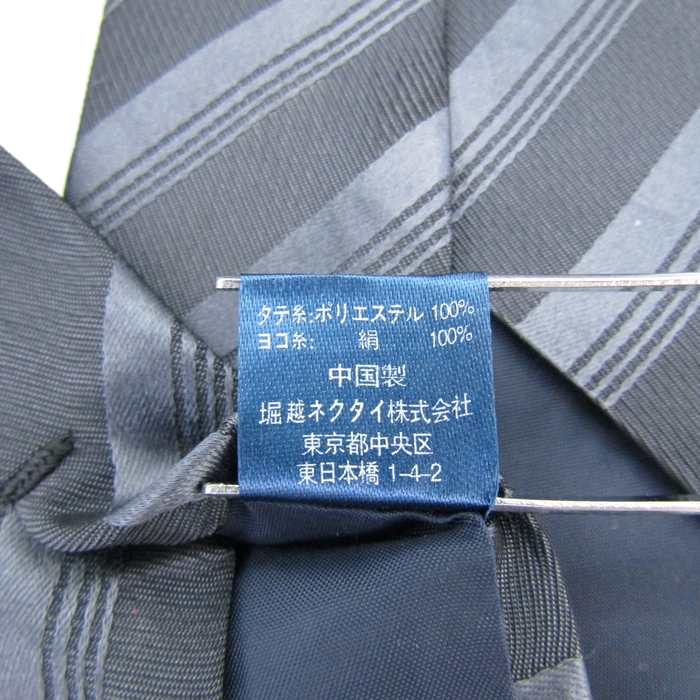 タテ糸:ポリエステル 100%
ヨコ糸: 絹 100%
中国製
堀越ネクタイ株式会社
東京都中央区
東日本橋 1-4-2